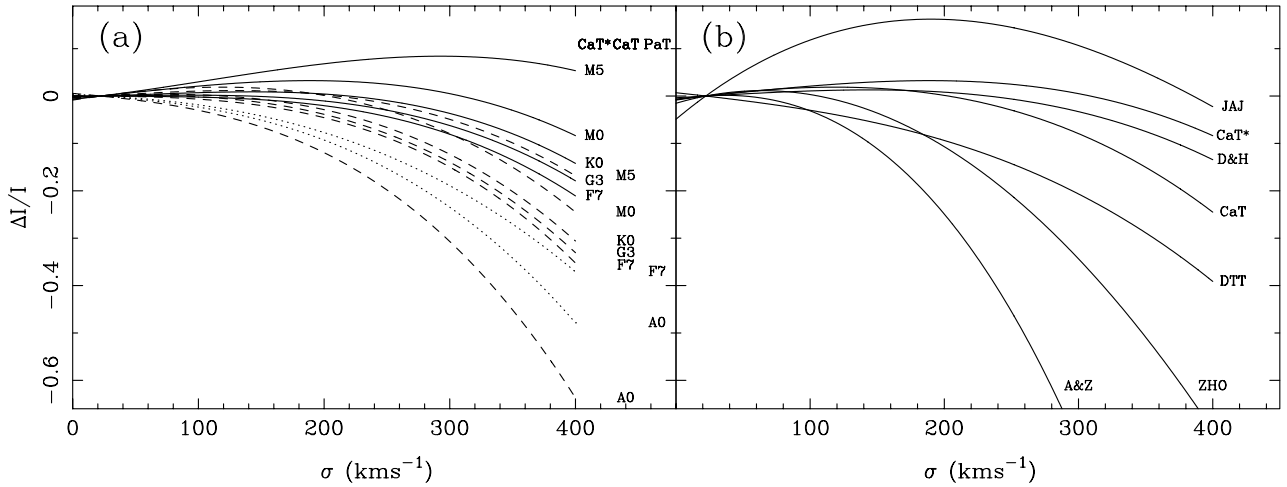 (a)
CaT* CaT PaT
M5
M0
K0
G3
F7
M5
M0
K0
G3
F7
A0
F7
A0
ΔI/I
0
−0.2
−0.4
−0.6
0 100 200 300 400
σ (kms⁻¹)
(b)
JAJ
CaT*
D&H
CaT
DTT
A&Z
ZHO
100 200 300 400
σ (kms⁻¹)